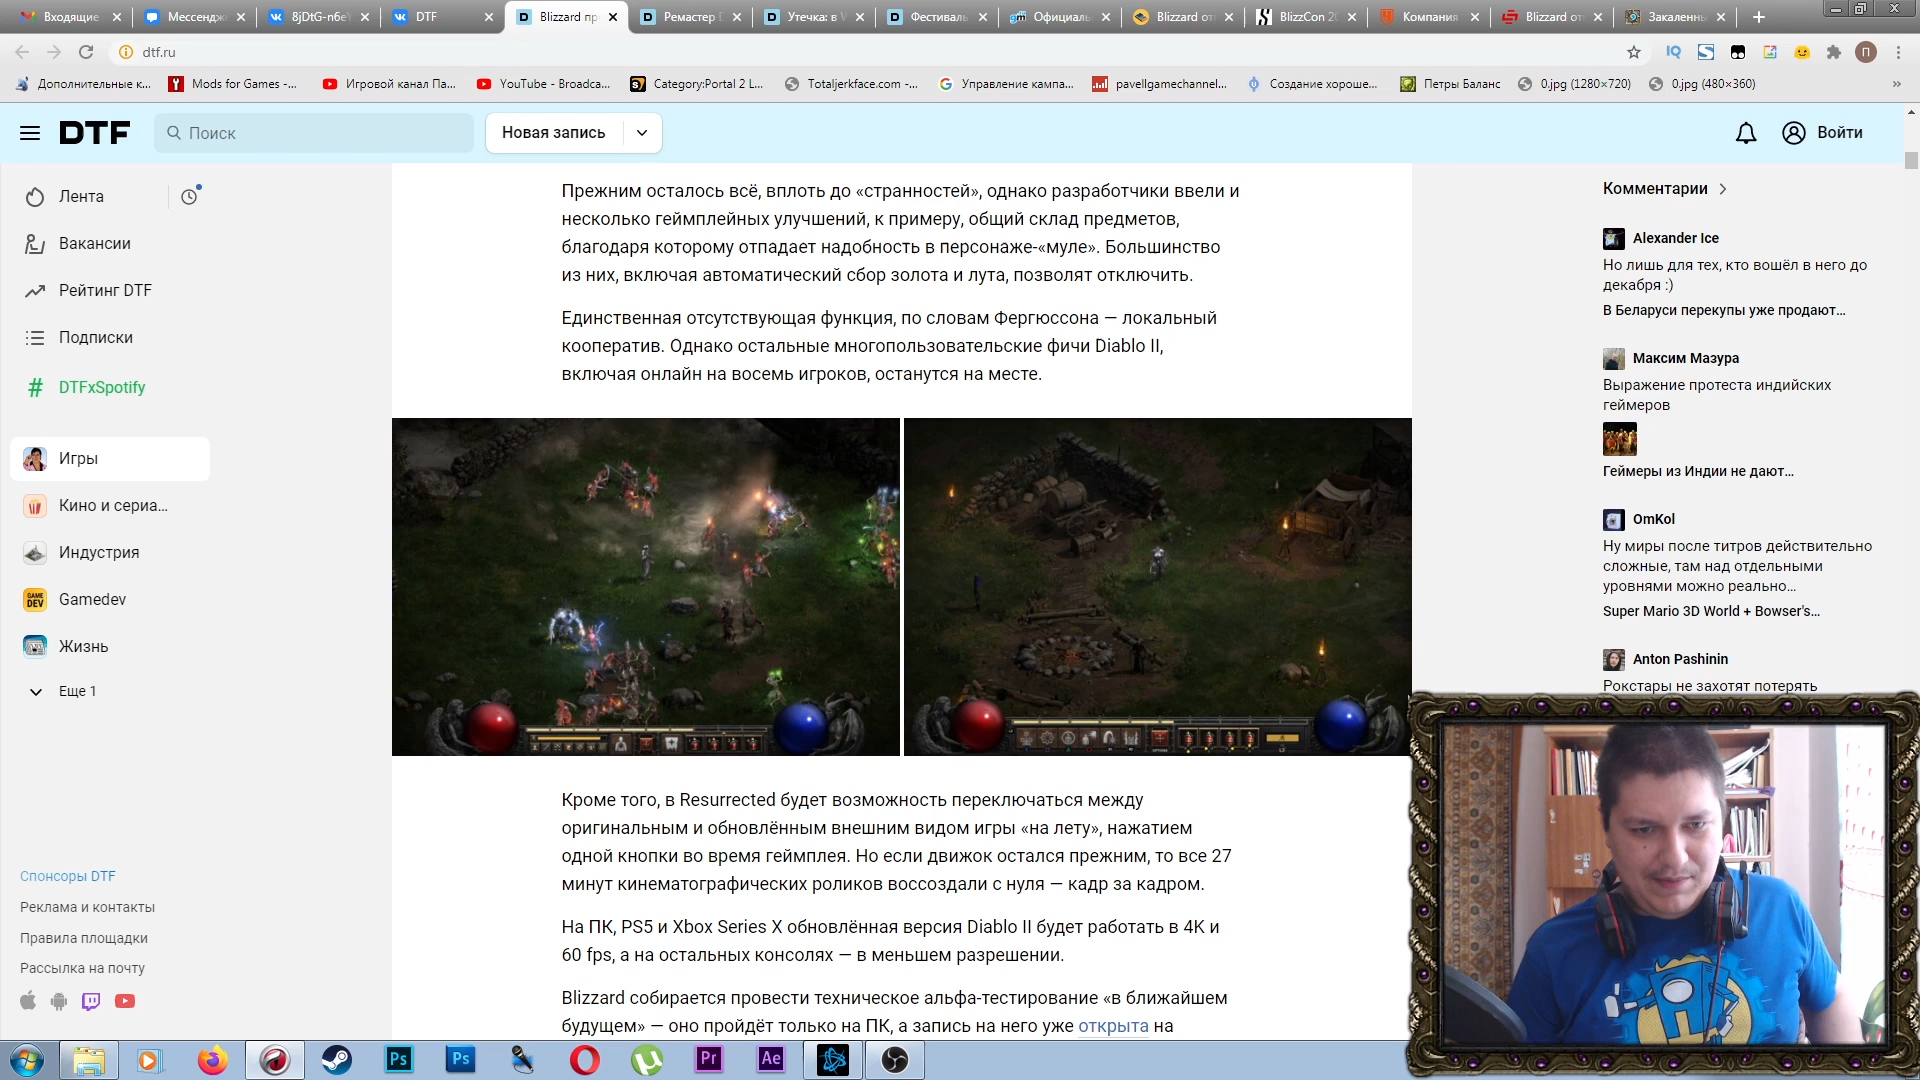 Входящие
Мессендж
8jDtG-n6eY
DTF
Blizzard пр
Ремастер D
Утечка: в W
Фестиваль
Официаль
Blizzard от
BlizzCon 20
Компания
Blizzard от
Закаленны
dtf.ru
Дополнительные к...
Mods for Games -...
Игровой канал Па...
YouTube - Broadca...
Category:Portal 2 L...
Totaljerkface.com -...
Управление кампа...
pavellgamechannel...
Создание хороше...
Петры Баланс
0.jpg (1280×720)
0.jpg (480×360)
DTF
Поиск
Новая запись
Войти
Лента
Вакансии
Рейтинг DTF
Подписки
DTFxSpotify
Игры
Кино и сериа...
Индустрия
Gamedev
Жизнь
Еще 1
Спонсоры DTF
Реклама и контакты
Правила площадки
Рассылка на почту
Прежним осталось всё, вплоть до «странностей», однако разработчики ввели и
несколько геймплейных улучшений, к примеру, общий склад предметов,
благодаря которому отпадает надобность в персонаже-«муле». Большинство
из них, включая автоматический сбор золота и лута, позволят отключить.
Единственная отсутствующая функция, по словам Фергюссона — локальный
кооператив. Однако остальные многопользовательские фичи Diablo II,
включая онлайн на восемь игроков, останутся на месте.
Кроме того, в Resurrected будет возможность переключаться между
оригинальным и обновлённым внешним видом игры «на лету», нажатием
одной кнопки во время геймплея. Но если движок остался прежним, то все 27
минут кинематографических роликов воссоздали с нуля — кадр за кадром.
На ПК, PS5 и Xbox Series X обновлённая версия Diablo II будет работать в 4K и
60 fps, а на остальных консолях — в меньшем разрешении.
Blizzard собирается провести техническое альфа-тестирование «в ближайшем
будущем» — оно пройдёт только на ПК, а запись на него уже открыта на
Комментарии
Alexander Ice
Но лишь для тех, кто вошёл в него до
декабря :)
В Беларуси перекупы уже продают...
Максим Мазура
Выражение протеста индийских
геймеров
Геймеры из Индии не дают...
OmKol
Ну миры после титров действительно
сложные, там над отдельными
уровнями можно реально...
Super Mario 3D World + Bowser's...
Anton Pashinin
Рокстары не захотят потерять
Ps
Ps
Pr
Ae